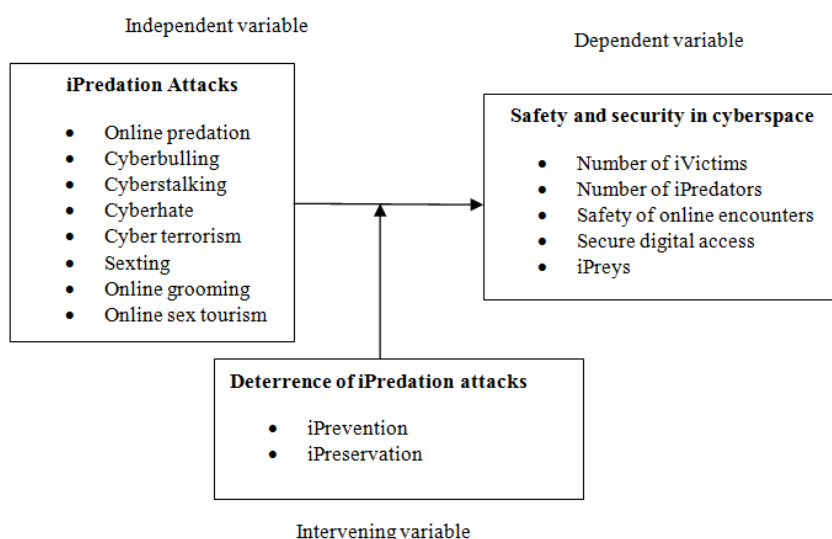 Independent variable
Dependent variable
iPredation Attacks
• Online predation
• Cyberbulling
• Cyberstalking
• Cyberhate
• Cyber terrorism
• Sexting
• Online grooming
• Online sex tourism
Safety and security in cyberspace
• Number of iVictims
• Number of iPredators
• Safety of online encounters
• Secure digital access
• iPreys
Deterrence of iPredation attacks
• iPrevention
• iPreservation
Intervening variable